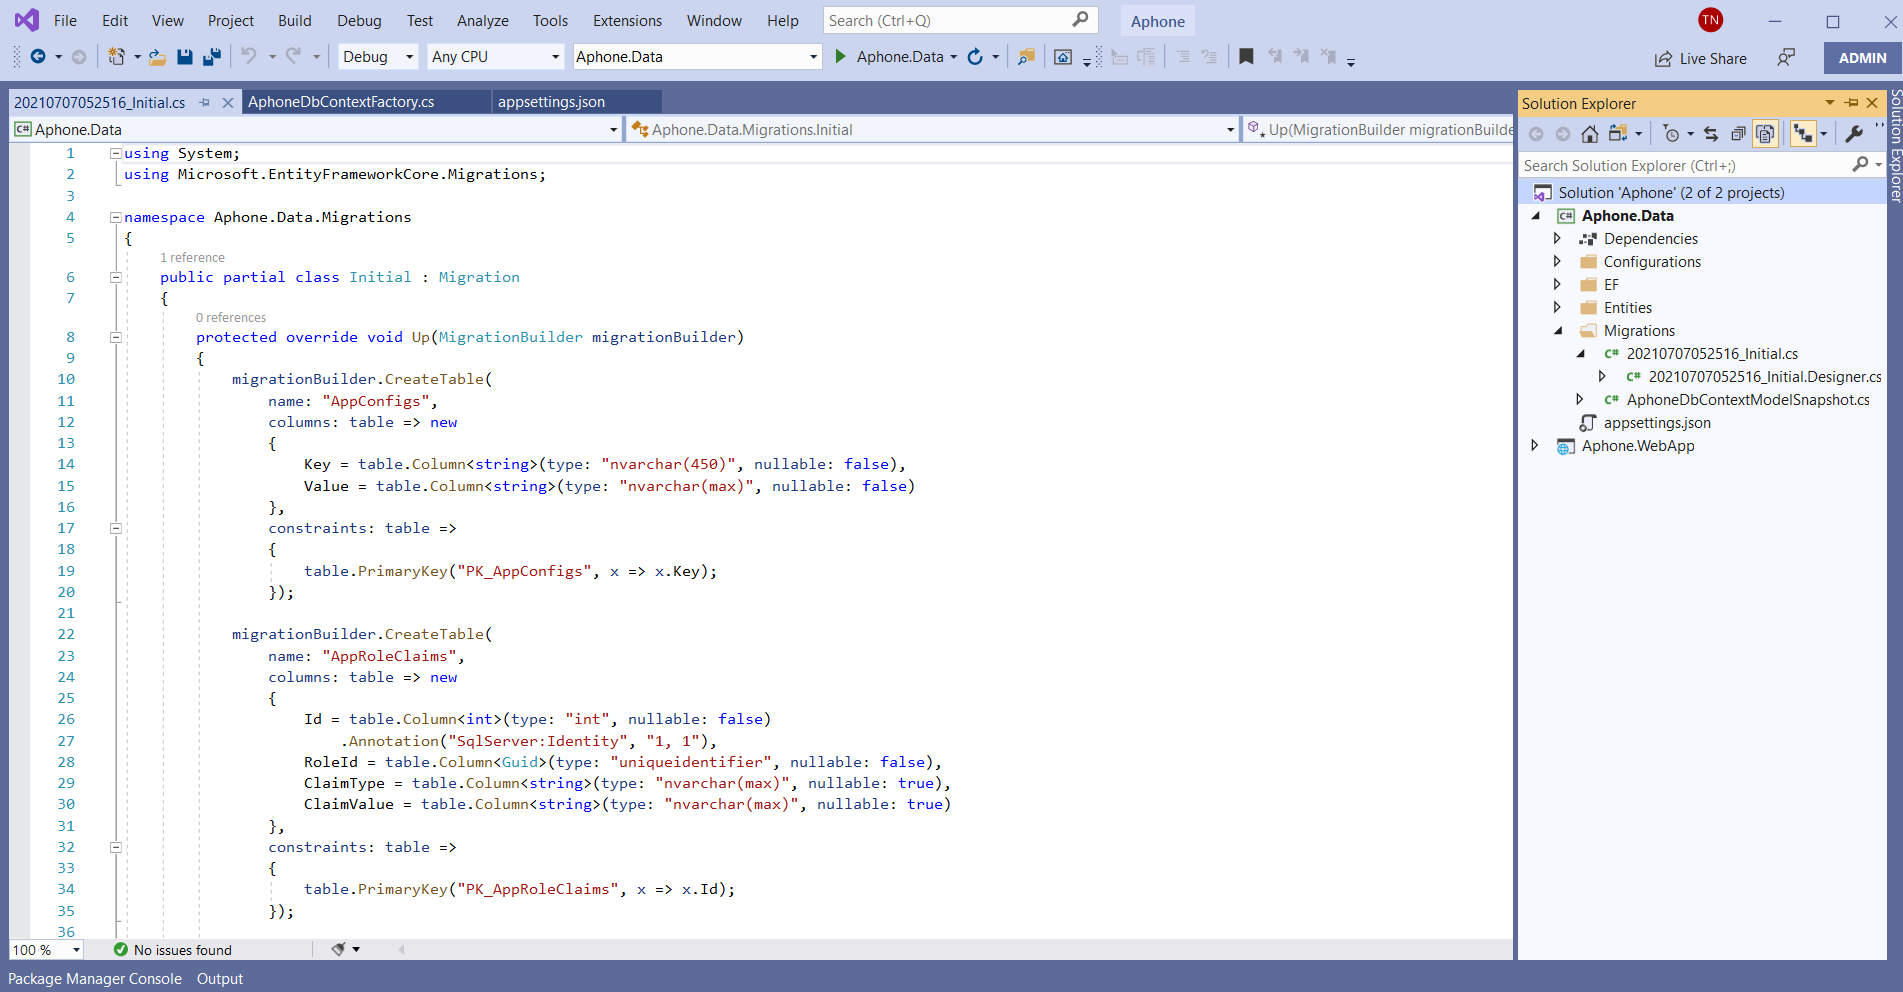 File Edit View Project Build Debug Test Analyze Tools Extensions Window Help Search (Ctrl+Q) Aphone TN
Debug Any CPU Aphone.Data Aphone.Data Live Share ADMIN
20210707052516_Initial.cs AphoneDbContextFactory.cs appsettings.json
C# Aphone.Data Aphone.Data.Migrations.Initial Up(MigrationBuilder migrationBuilde
1 using System;
2 using Microsoft.EntityFrameworkCore.Migrations;
3
4 namespace Aphone.Data.Migrations
5 {
1 reference
6 public partial class Initial : Migration
7 {
0 references
8 protected override void Up(MigrationBuilder migrationBuilder)
9 {
10 migrationBuilder.CreateTable(
11 name: "AppConfigs",
12 columns: table => new
13 {
14 Key = table.Column<string>(type: "nvarchar(450)", nullable: false),
15 Value = table.Column<string>(type: "nvarchar(max)", nullable: false)
16 },
17 constraints: table =>
18 {
19 table.PrimaryKey("PK_AppConfigs", x => x.Key);
20 });
21
22 migrationBuilder.CreateTable(
23 name: "AppRoleClaims",
24 columns: table => new
25 {
26 Id = table.Column<int>(type: "int", nullable: false)
27 .Annotation("SqlServer:Identity", "1, 1"),
28 RoleId = table.Column<Guid>(type: "uniqueidentifier", nullable: false),
29 ClaimType = table.Column<string>(type: "nvarchar(max)", nullable: true),
30 ClaimValue = table.Column<string>(type: "nvarchar(max)", nullable: true)
31 },
32 constraints: table =>
33 {
34 table.PrimaryKey("PK_AppRoleClaims", x => x.Id);
35 });
36
100 % No issues found
Package Manager Console Output
Solution Explorer
Search Solution Explorer (Ctrl+;)
Solution 'Aphone' (2 of 2 projects)
C# Aphone.Data
Dependencies
Configurations
EF
Entities
Migrations
C# 20210707052516_Initial.cs
C# 20210707052516_Initial.Designer.cs
C# AphoneDbContextModelSnapshot.cs
appsettings.json
Aphone.WebApp
Solution Explorer